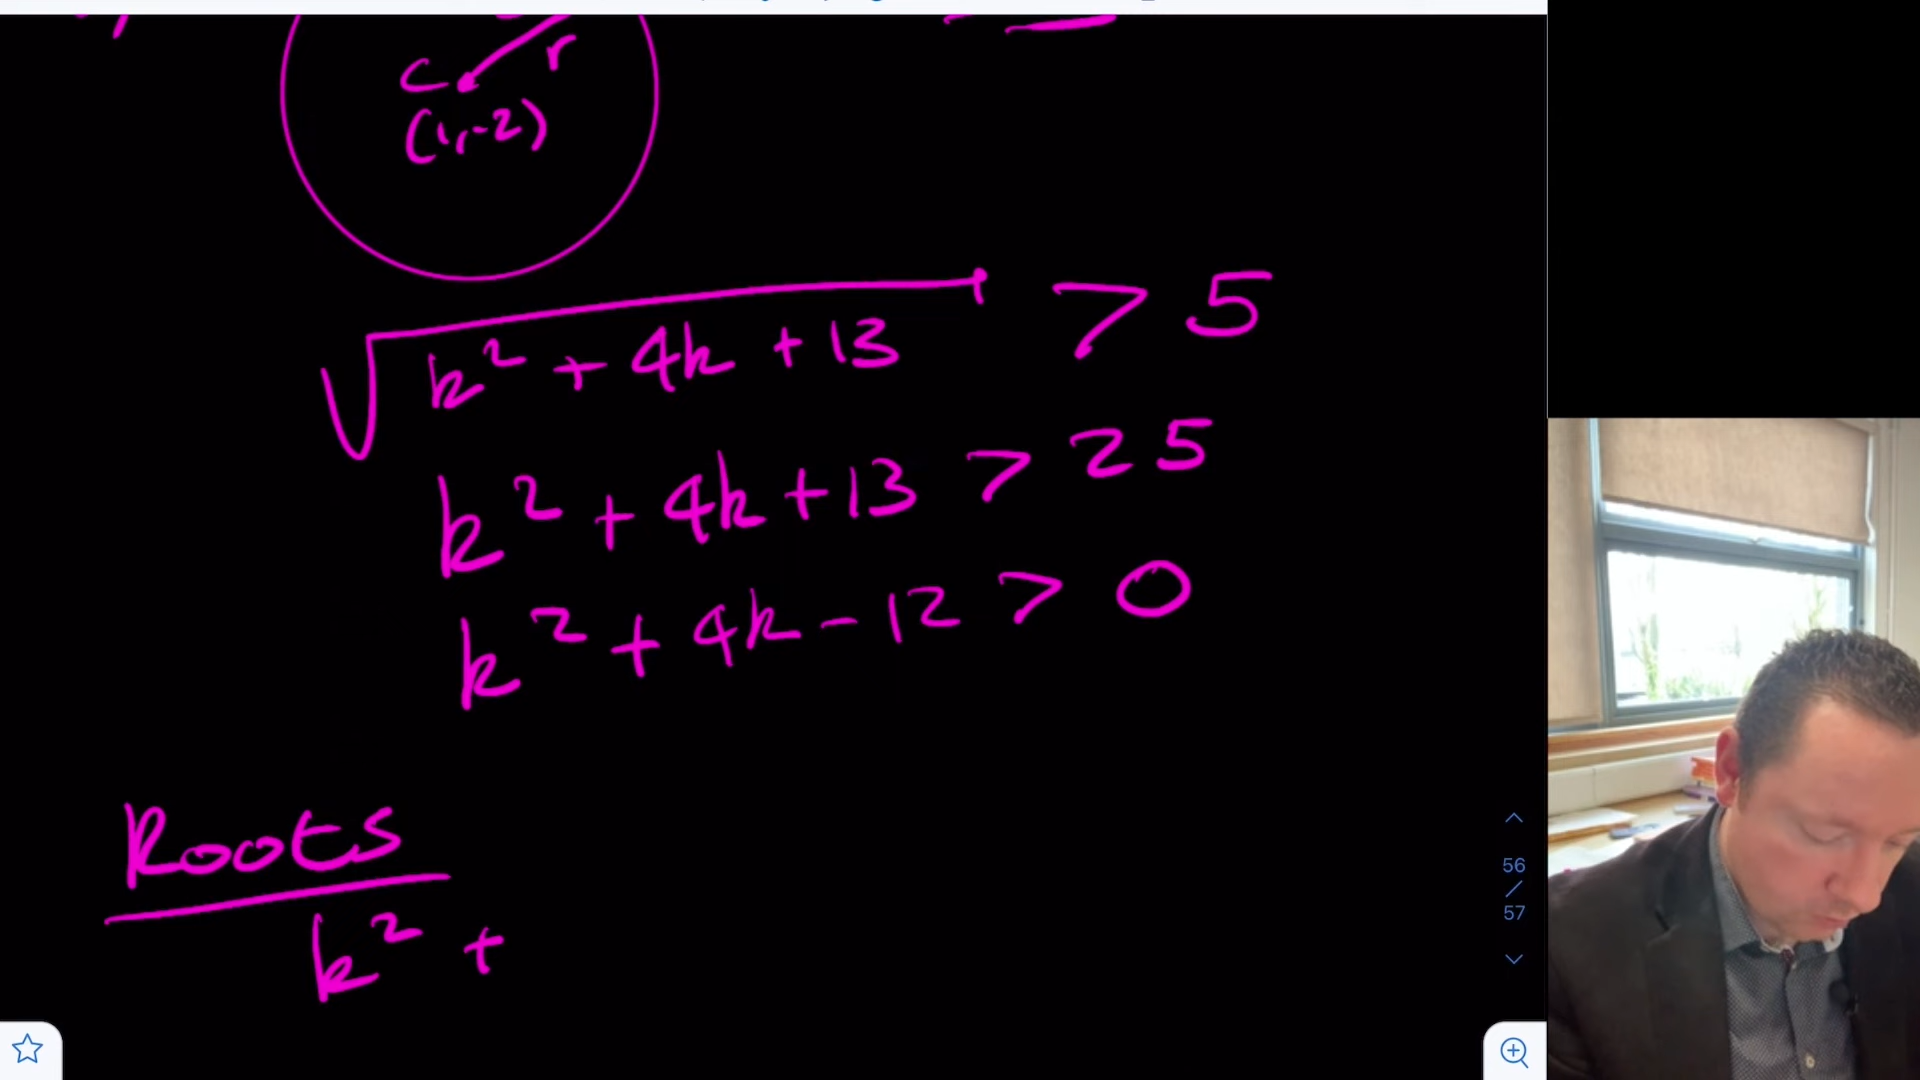 r
C
(1,-2)
√k² + 4k + 13 > 5
k² + 4k + 13 > 25
k² + 4k - 12 > 0
Roots
k² +
56
/
57